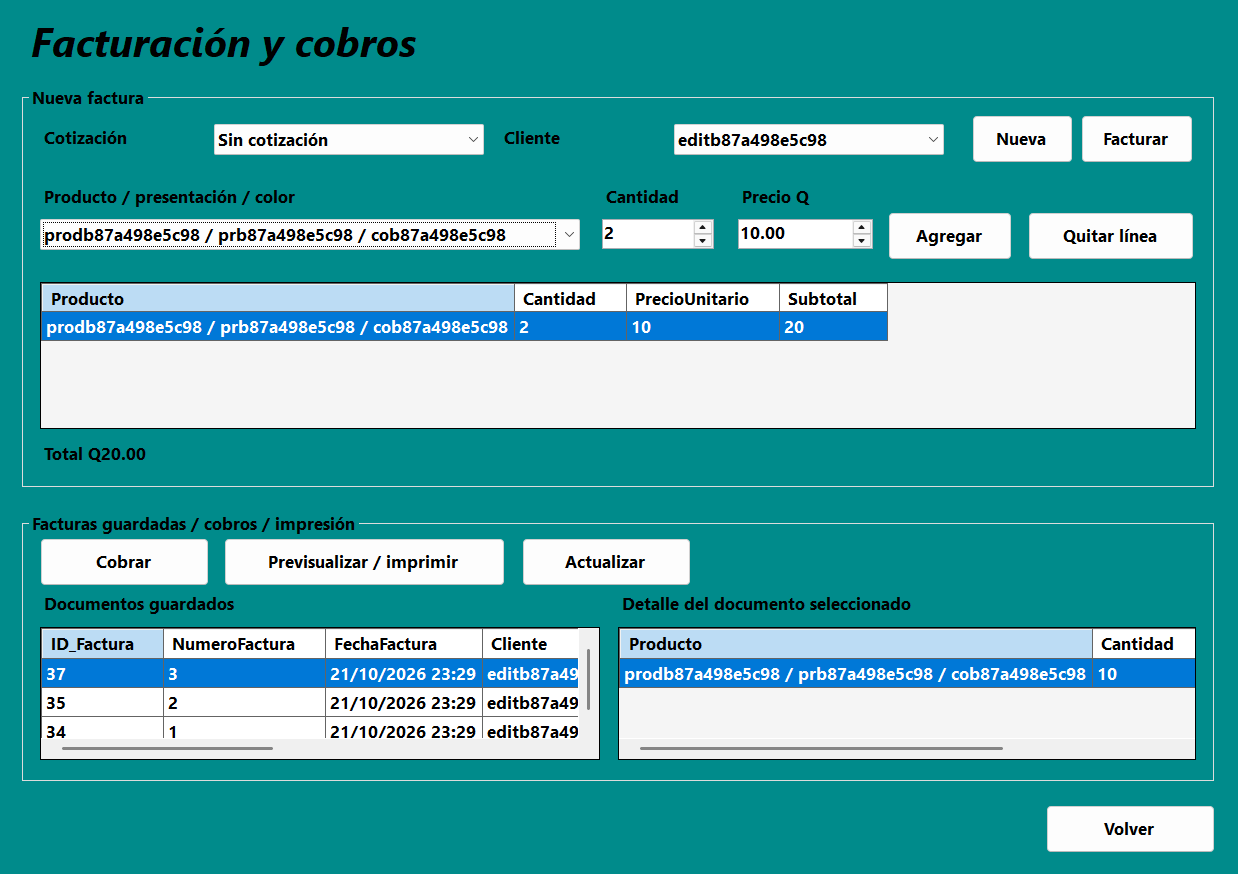 Facturación y cobros
Nueva factura
Cotización Sin cotización Cliente editb87a498e5c98 Nueva Facturar
Producto / presentación / color Cantidad Precio Q
prodb87a498e5c98 / prb87a498e5c98 / cob87a498e5c98 2 10.00 Agregar Quitar línea
Producto Cantidad PrecioUnitario Subtotal
prodb87a498e5c98 / prb87a498e5c98 / cob87a498e5c98 2 10 20
Total Q20.00
Facturas guardadas / cobros / impresión
Cobrar Previsualizar / imprimir Actualizar
Documentos guardados Detalle del documento seleccionado
ID_Factura NumeroFactura FechaFactura Cliente Producto Cantidad
37 3 21/10/2026 23:29 editb87a49 prodb87a498e5c98 / prb87a498e5c98 / cob87a498e5c98 10
35 2 21/10/2026 23:29 editb87a49
34 1 21/10/2026 23:29 editb87a49
Volver